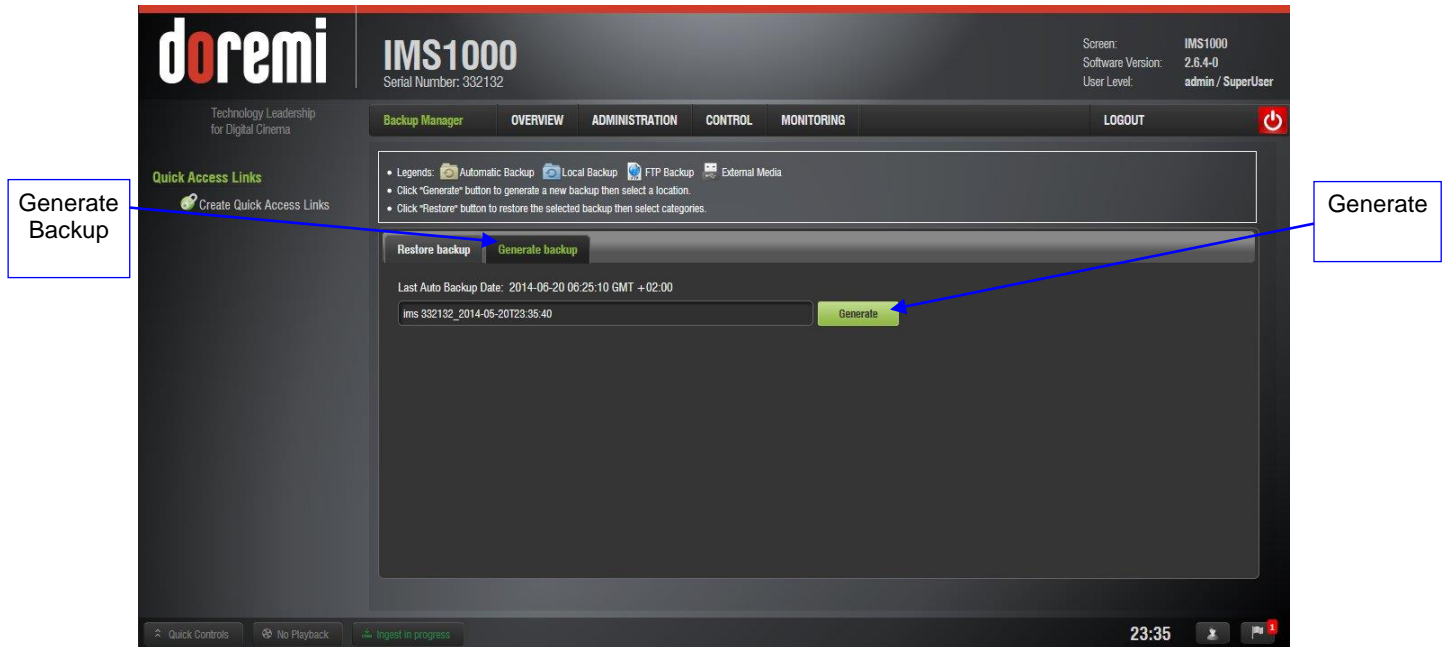 doremi
Technology Leadership
for Digital Cinema
IMS1000
Serial Number: 332132
Screen: IMS1000
Software Version: 2.6.4-0
User Level: admin / SuperUser
Backup Manager OVERVIEW ADMINISTRATION CONTROL MONITORING LOGOUT
Quick Access Links
Create Quick Access Links
• Legends: Automatic Backup Local Backup FTP Backup External Media
• Click "Generate" button to generate a new backup then select a location.
• Click "Restore" button to restore the selected backup then select categories.
Generate
Backup
Generate
Restore backup Generate backup
Last Auto Backup Date: 2014-06-20 06:25:10 GMT +02:00
ims 332132_2014-05-20T23:35:40 Generate
Quick Controls No Playback Ingest in progress 23:35 1